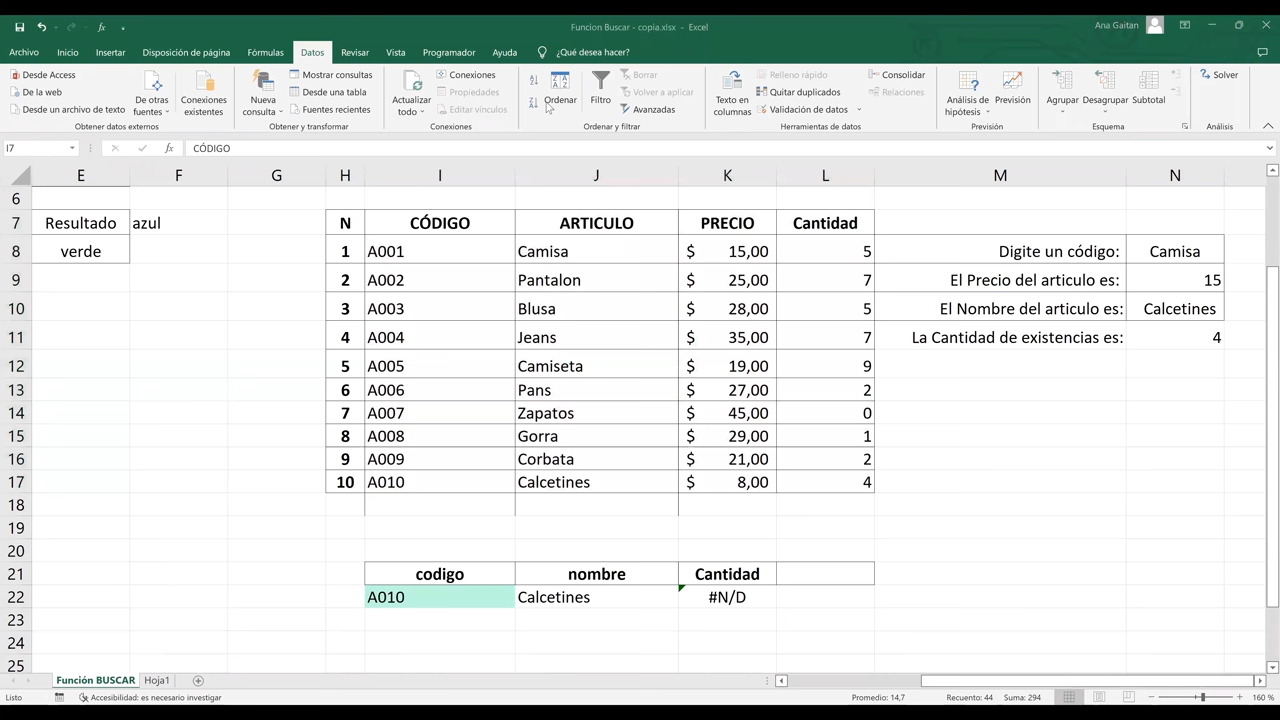 Funcion Buscar - copia.xlsx - Excel
Ana Gaitan
Archivo Inicio Insertar Disposición de página Fórmulas Datos Revisar Vista Programador Ayuda ¿Qué desea hacer?
Desde Access
De la web
Desde un archivo de texto
De otras fuentes
Conexiones existentes
Obtener datos externos
Nueva consulta
Mostrar consultas
Desde una tabla
Fuentes recientes
Obtener y transformar
Actualizar todo
Conexiones
Propiedades
Editar vínculos
Conexiones
Ordenar
Filtro
Borrar
Volver a aplicar
Avanzadas
Ordenar y filtrar
Texto en columnas
Relleno rápido
Quitar duplicados
Validación de datos
Consolidar
Relaciones
Herramientas de datos
Análisis de hipótesis
Previsión
Previsión
Agrupar
Desagrupar
Subtotal
Esquema
Solver
Análisis
I7 fx CÓDIGO
E F G H I J K L M N
6
7 Resultado azul N CÓDIGO ARTICULO PRECIO Cantidad
8 verde 1 A001 Camisa $ 15,00 5 Digite un código: Camisa
9 2 A002 Pantalon $ 25,00 7 El Precio del articulo es: 15
10 3 A003 Blusa $ 28,00 5 El Nombre del articulo es: Calcetines
11 4 A004 Jeans $ 35,00 7 La Cantidad de existencias es: 4
12 5 A005 Camiseta $ 19,00 9
13 6 A006 Pans $ 27,00 2
14 7 A007 Zapatos $ 45,00 0
15 8 A008 Gorra $ 29,00 1
16 9 A009 Corbata $ 21,00 2
17 10 A010 Calcetines $ 8,00 4
18
19
20
21 codigo nombre Cantidad
22 A010 Calcetines #N/D
23
24
25
Función BUSCAR Hoja1
Listo Accesibilidad: es necesario investigar Promedio: 14,7 Recuento: 44 Suma: 294 160 %